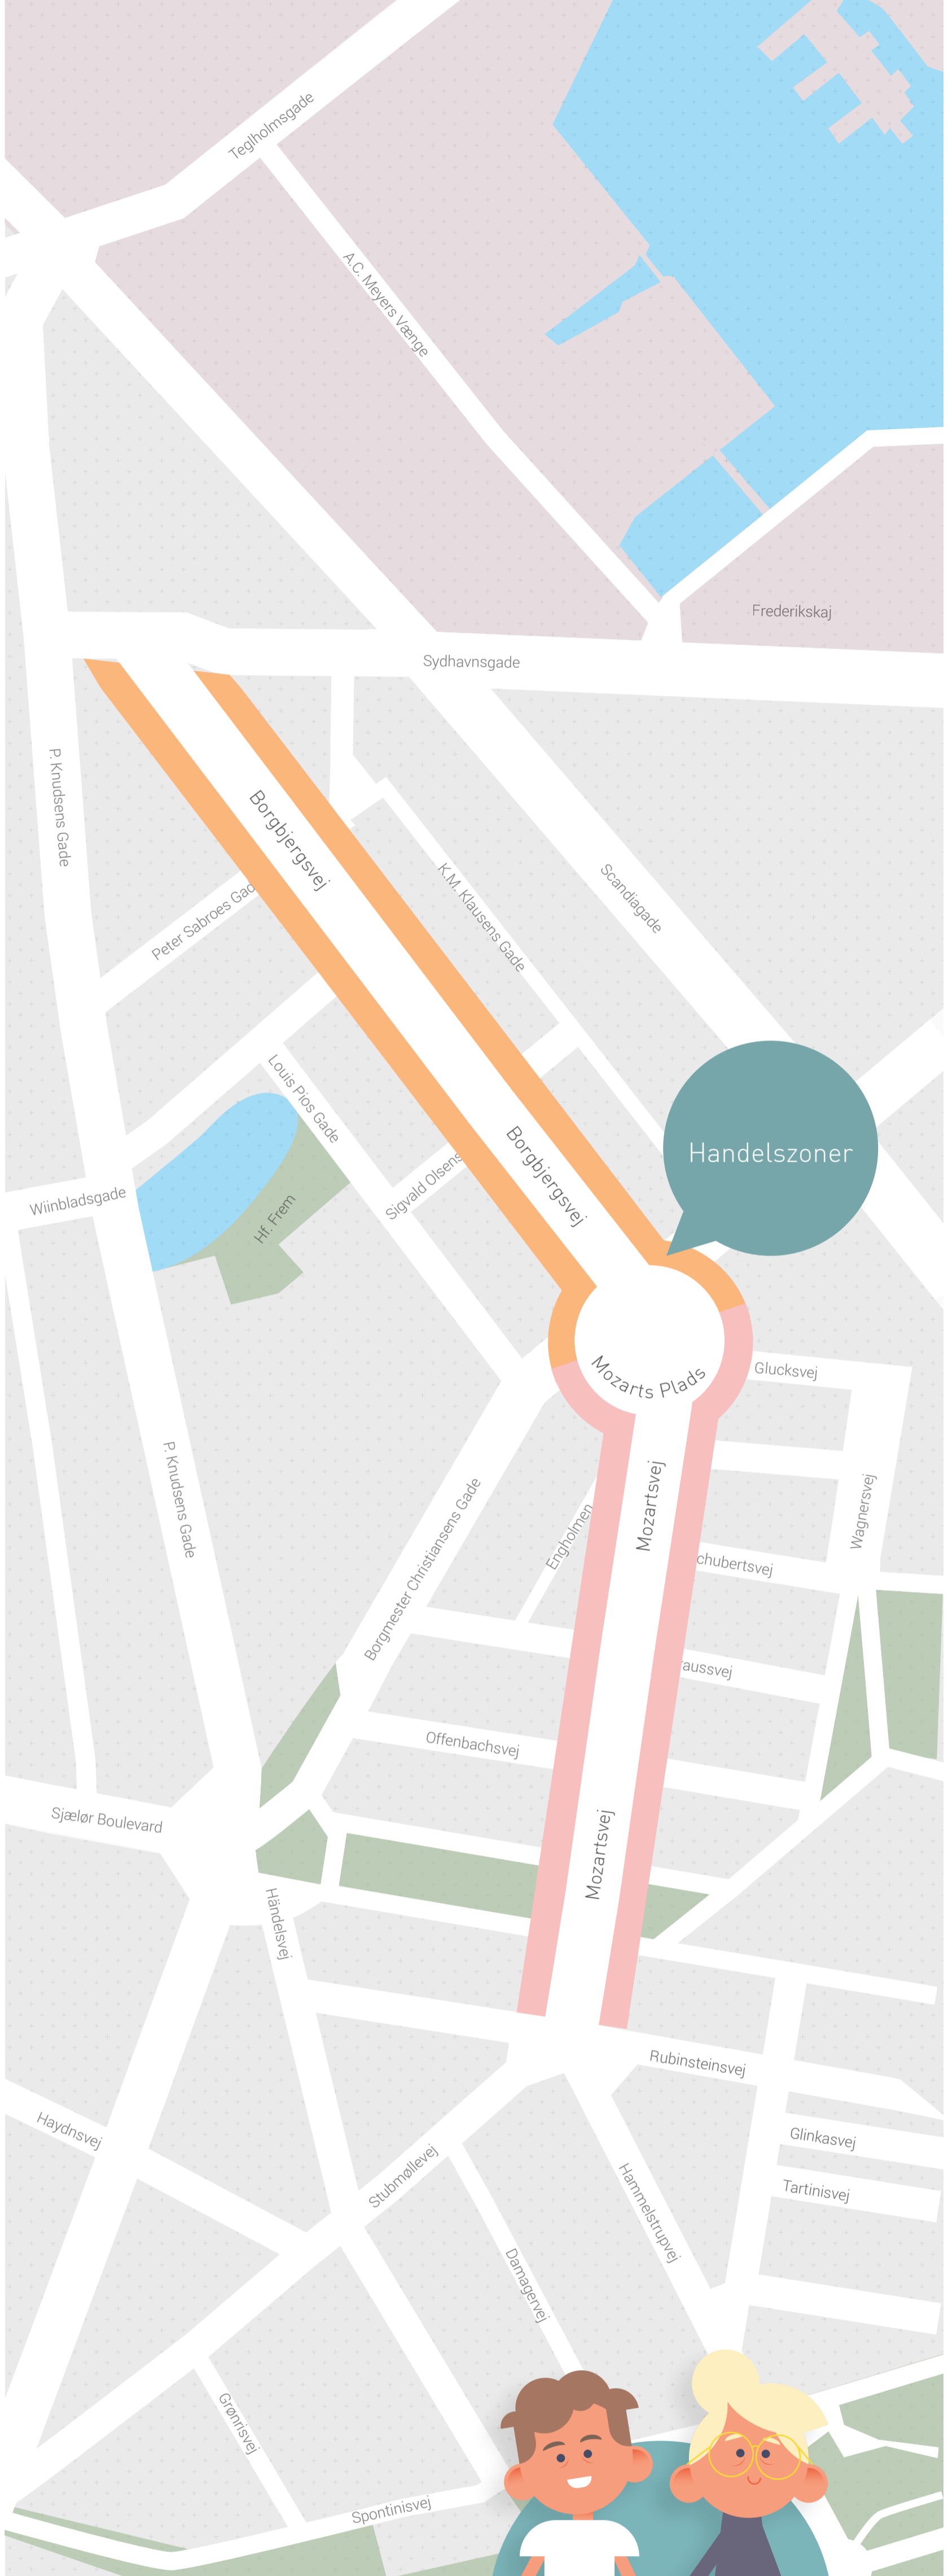 Teglholmsgade
A.C. Meyers Vænge
Frederikskaj
Sydhavnsgade
P. Knudsens Gade
Borgbjergsvej
K.M. Klausens Gade
Scandiagade
Peter Sabroes Gad
Louis Pios Gade
Handelszoner
Borgbjergsvej
Sigvald Olsens
Wiinbladsgade
Hf. Frem
Mozarts Plads
Glucksvej
P. Knudsens Gade
Mozartsvej
Wagnersvej
Borgmester Christiansens Gade
Engholmen
chubertsvej
aussvej
Offenbachsvej
Sjælør Boulevard
Mozartsvej
Händelsvej
Rubinsteinsvej
Haydnsvej
Glinkasvej
Stubmøllevej
Hammelstrupvej
Tartinisvej
Damagervej
Grønrisvej
Spontinisvej